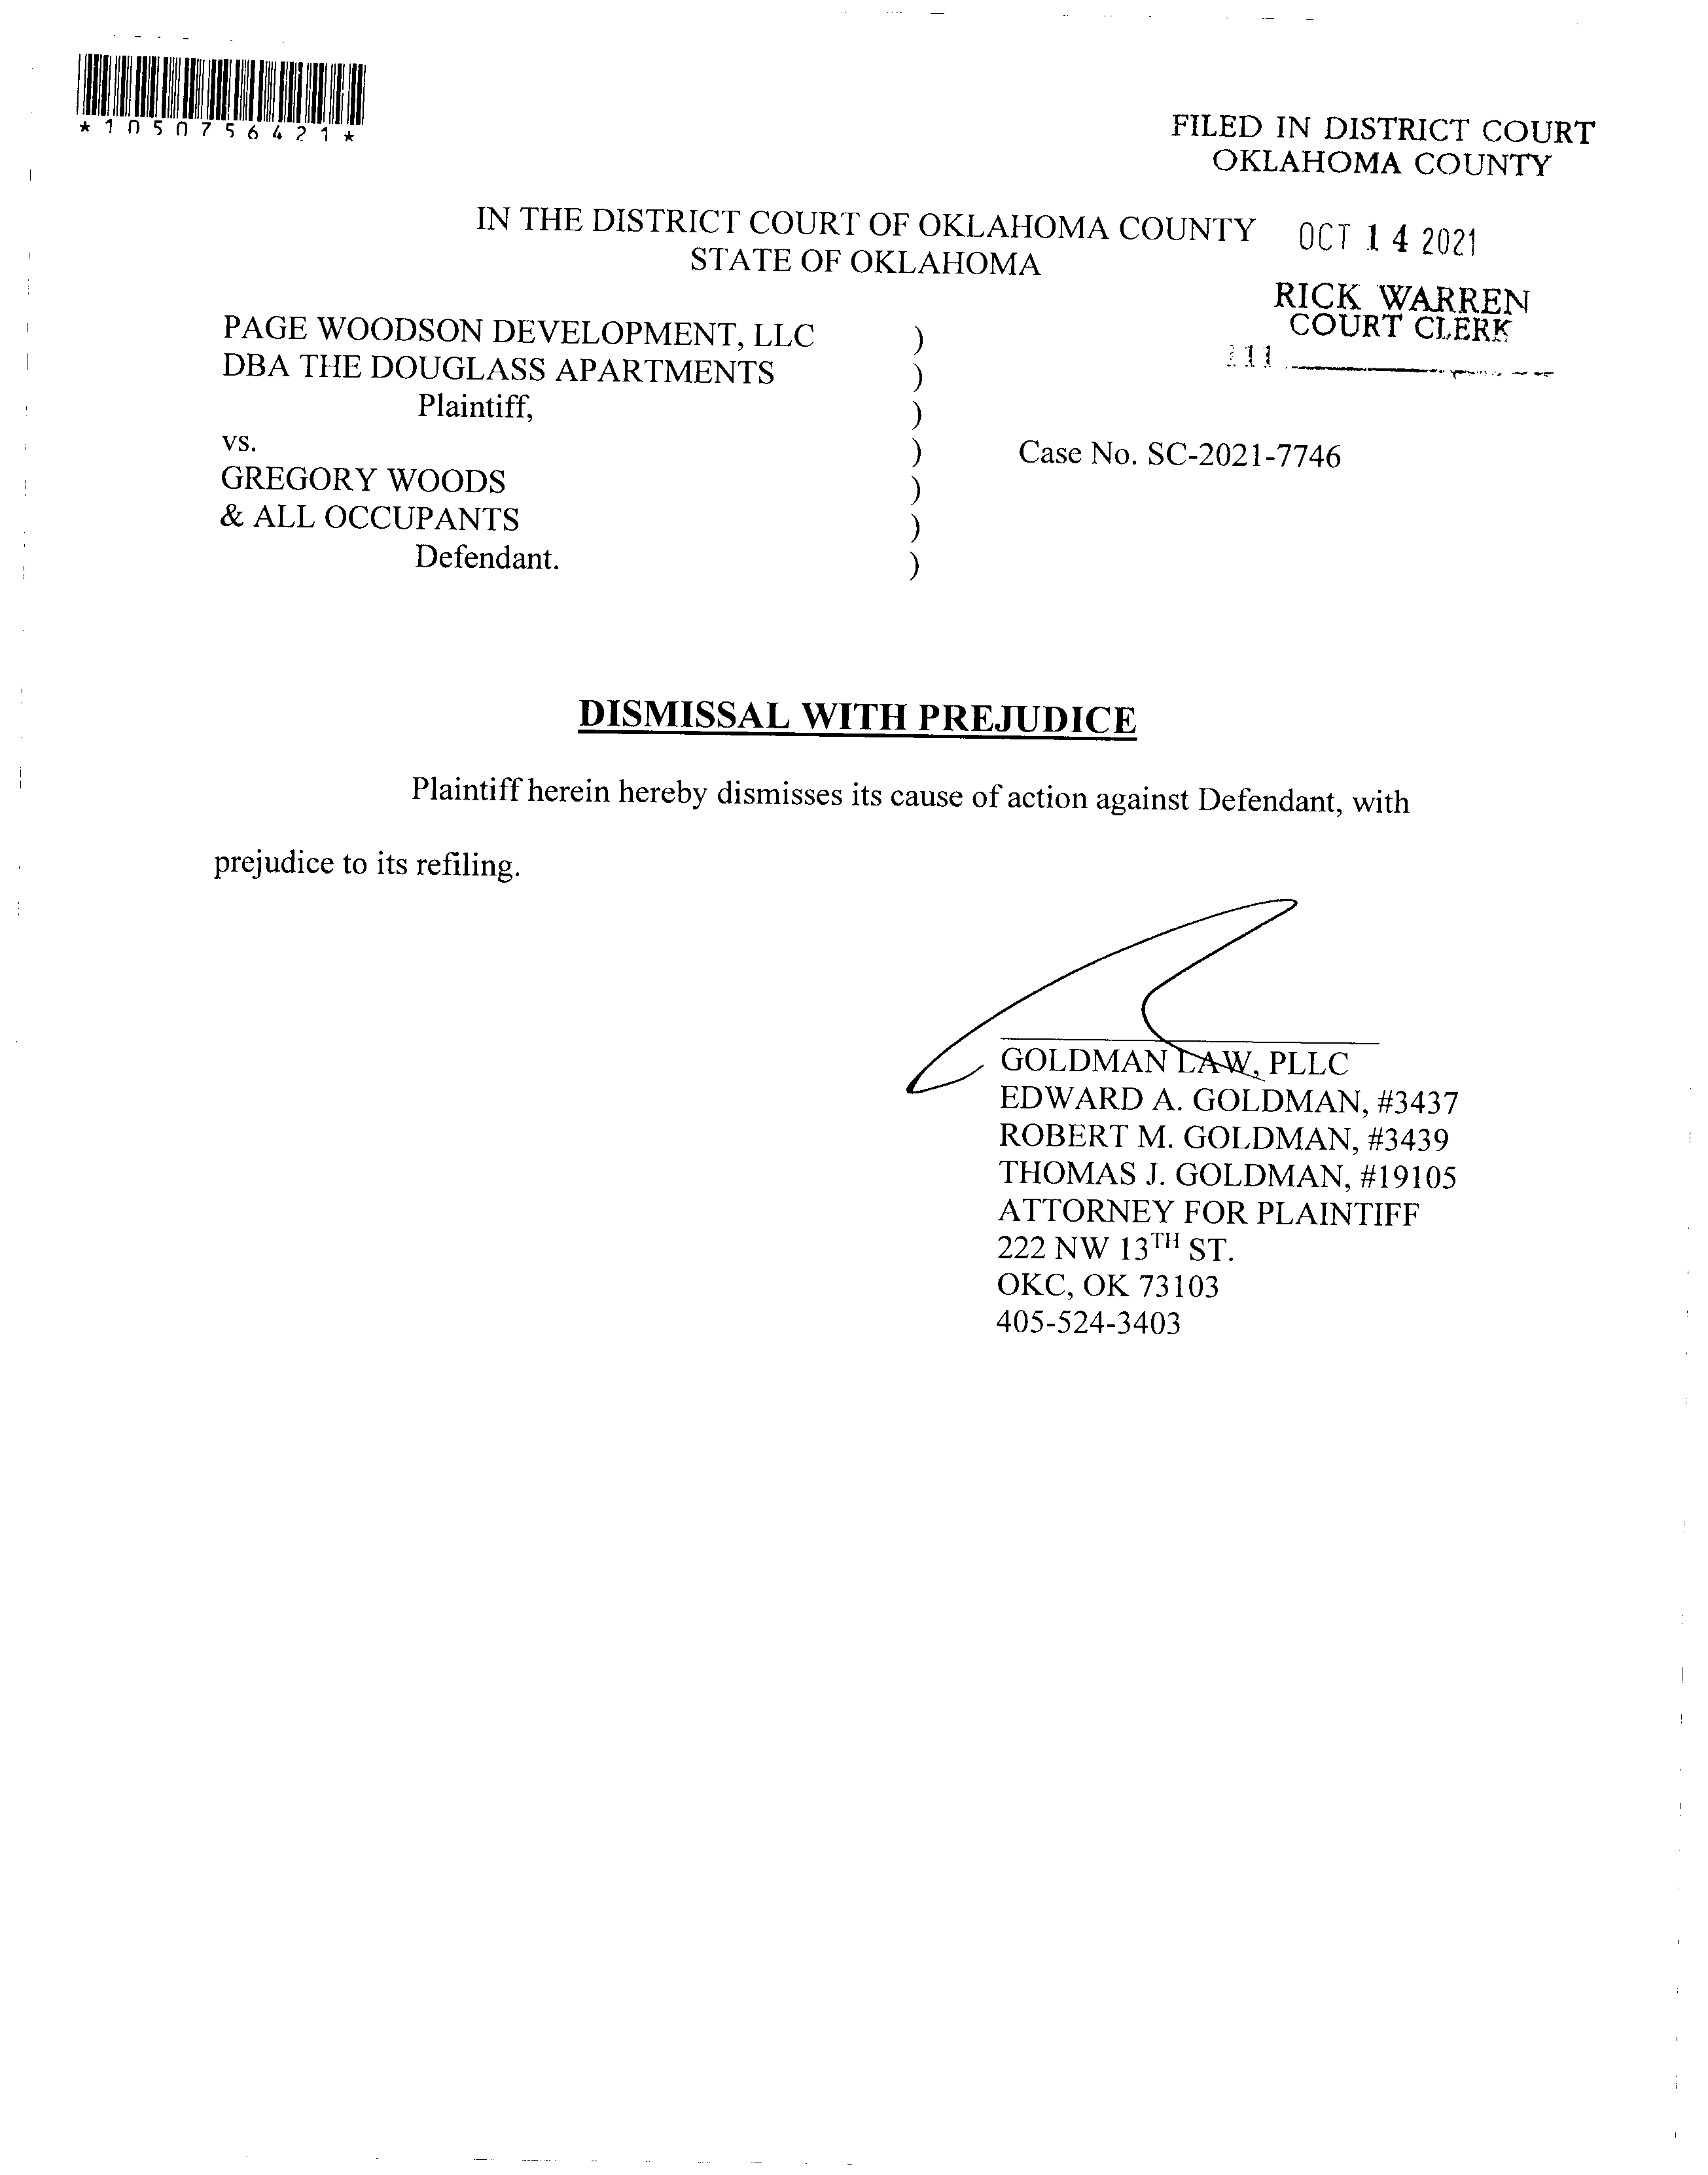 *1050756421*
FILED IN DISTRICT COURT
OKLAHOMA COUNTY
IN THE DISTRICT COURT OF OKLAHOMA COUNTY
STATE OF OKLAHOMA
OCT 14 2021
RICK WARREN
COURT CLERK
PAGE WOODSON DEVELOPMENT, LLC )
DBA THE DOUGLASS APARTMENTS )
Plaintiff, )
vs. )
GREGORY WOODS )
& ALL OCCUPANTS )
Defendant. )
Case No. SC-2021-7746
DISMISSAL WITH PREJUDICE
Plaintiff herein hereby dismisses its cause of action against Defendant, with
prejudice to its refiling.
GOLDMAN LAW, PLLC
EDWARD A. GOLDMAN, #3437
ROBERT M. GOLDMAN, #3439
THOMAS J. GOLDMAN, #19105
ATTORNEY FOR PLAINTIFF
222 NW 13TH ST.
OKC, OK 73103
405-524-3403